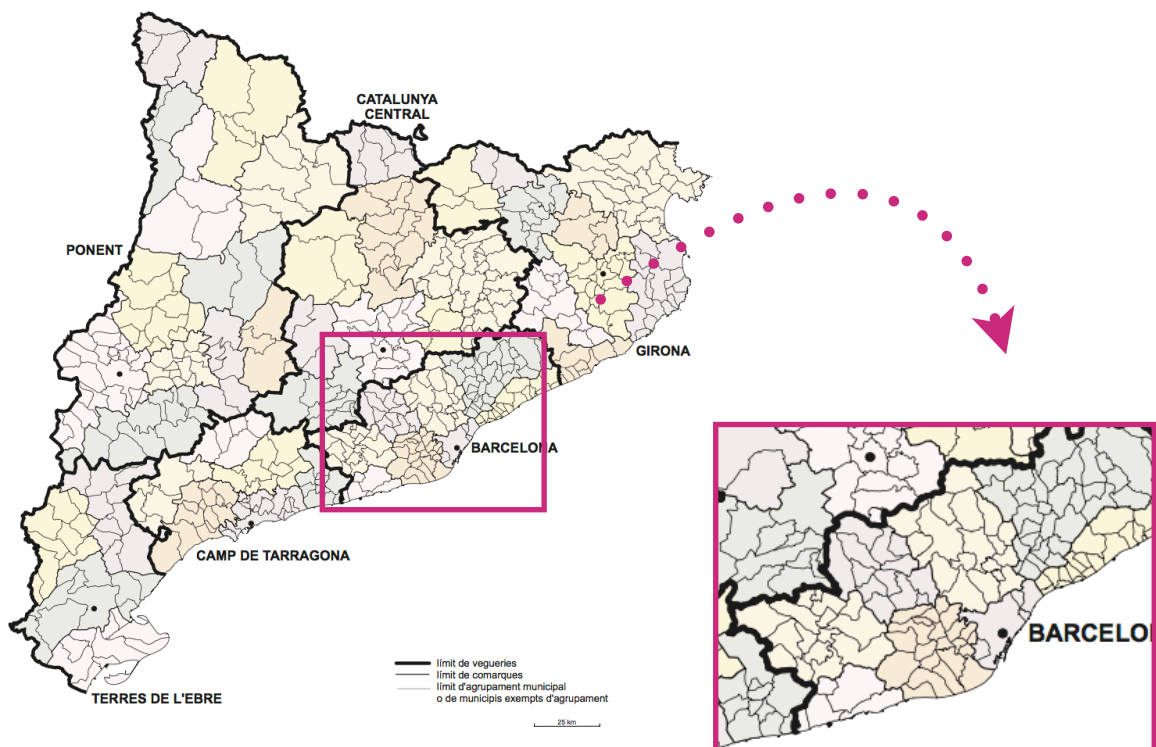 CATALUNYA
CENTRAL
PONENT
GIRONA
BARCELONA
CAMP DE TARRAGONA
TERRES DE L'EBRE
límit de vegueries
límit de comarques
límit d'agrupament municipal
o de municipis exempts d'agrupament
25 km
BARCELO